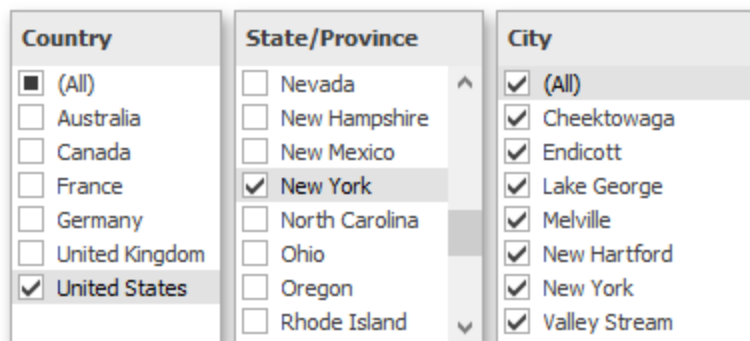 Country
(All)
Australia
Canada
France
Germany
United Kingdom
United States
State/Province
Nevada
New Hampshire
New Mexico
New York
North Carolina
Ohio
Oregon
Rhode Island
City
(All)
Cheektowaga
Endicott
Lake George
Melville
New Hartford
New York
Valley Stream